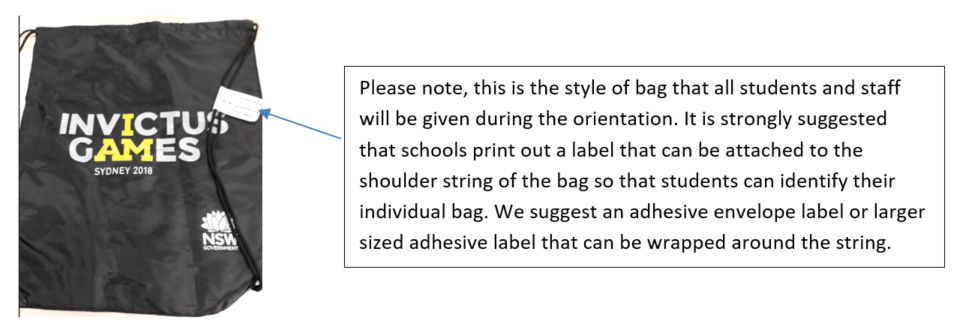 INVICTUS
GAMES
SYDNEY 2018
NSW
GOVERNMENT
Please note, this is the style of bag that all students and staff
will be given during the orientation. It is strongly suggested
that schools print out a label that can be attached to the
shoulder string of the bag so that students can identify their
individual bag. We suggest an adhesive envelope label or larger
sized adhesive label that can be wrapped around the string.